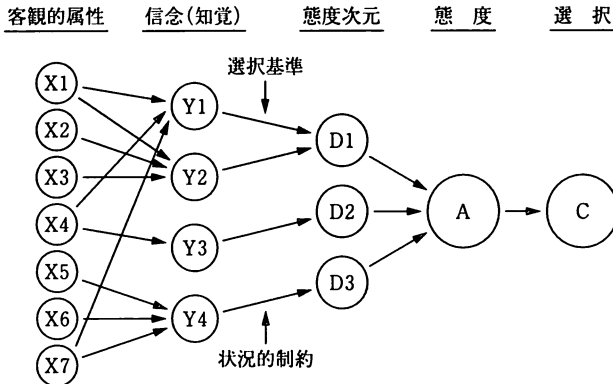 客観的属性 信念(知覚) 態度次元 態 度 選 択
選択基準
X1
X2
X3
X4
X5
X6
X7
Y1
Y2
Y3
Y4
D1
D2
D3
A
C
状況的制約